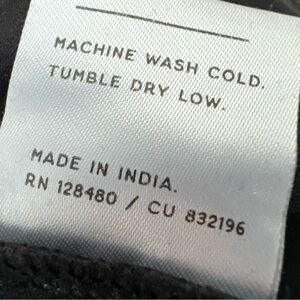 MACHINE WASH COLD.
TUMBLE DRY LOW.
MADE IN INDIA.
RN 128480 / CU 832196